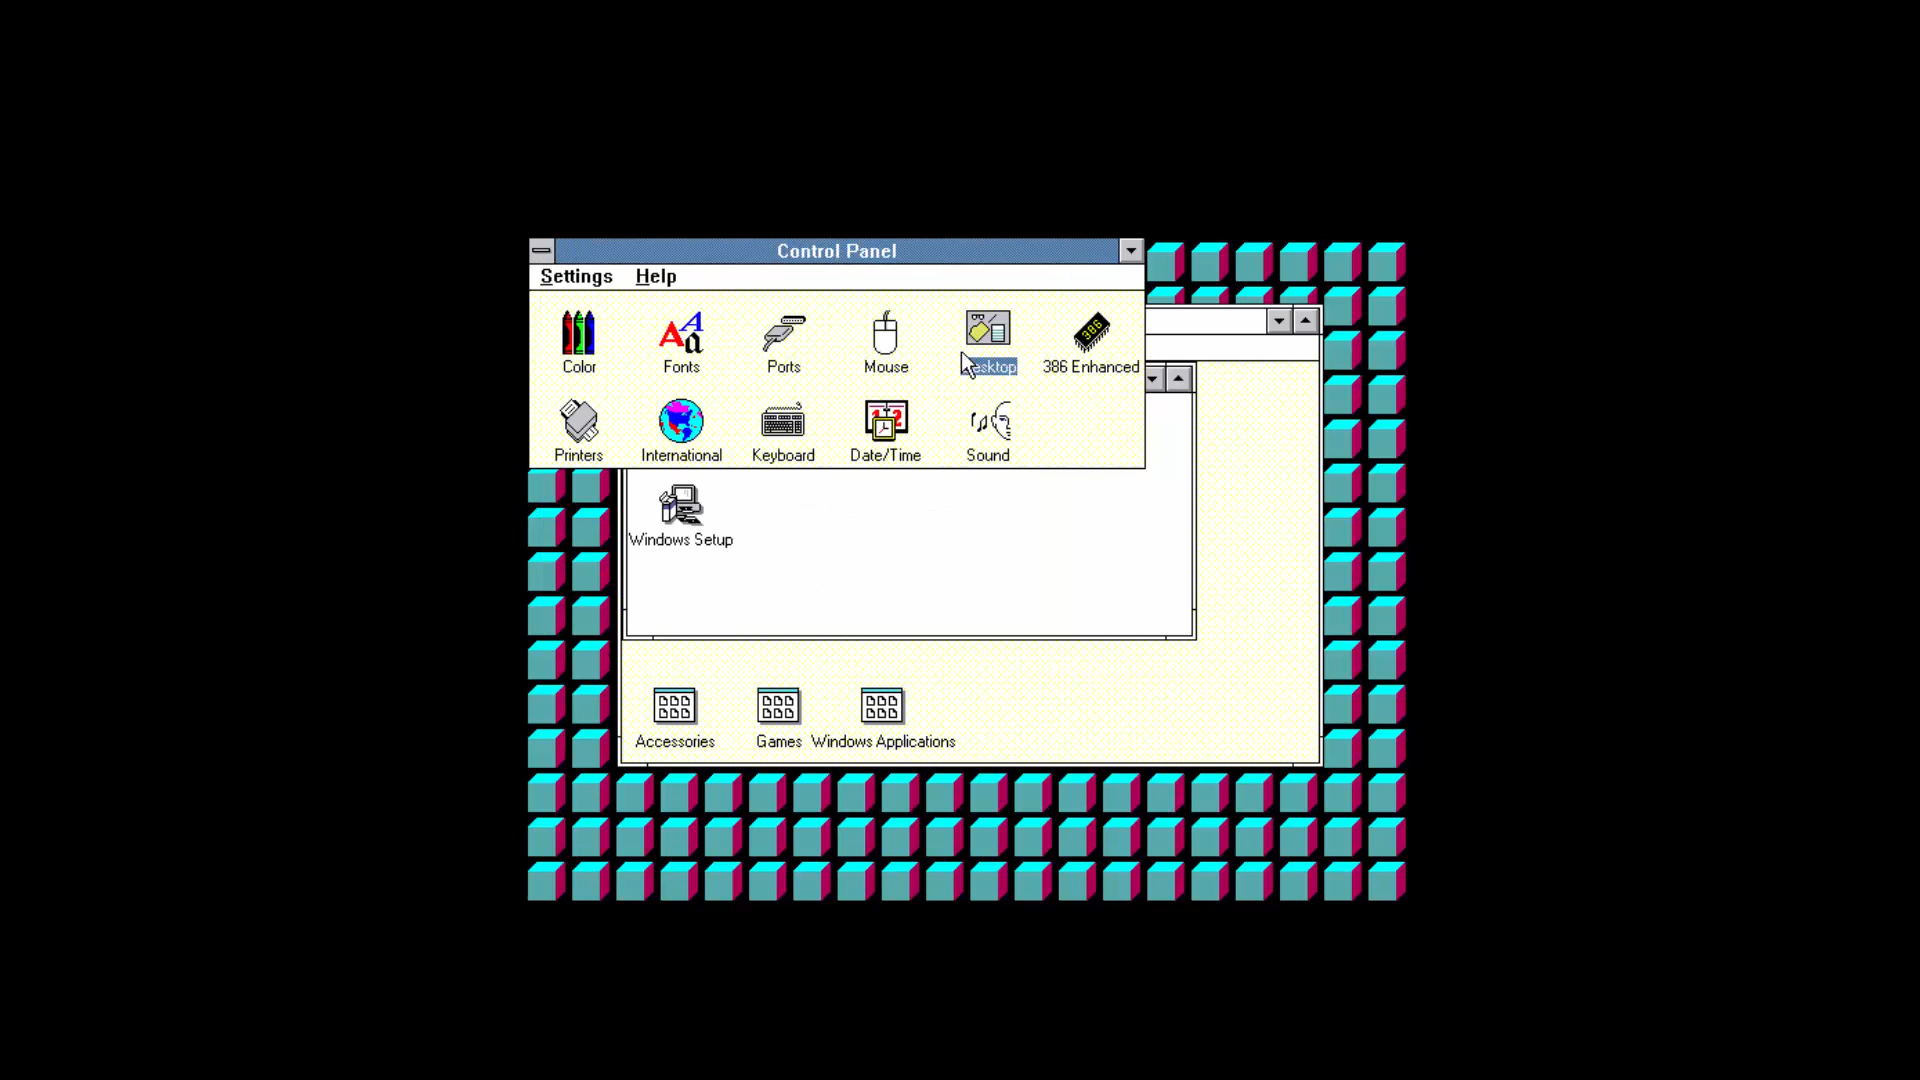 Control Panel
Settings Help
Color Fonts Ports Mouse Desktop 386 Enhanced
Printers International Keyboard Date/Time Sound
Windows Setup
Accessories Games Windows Applications